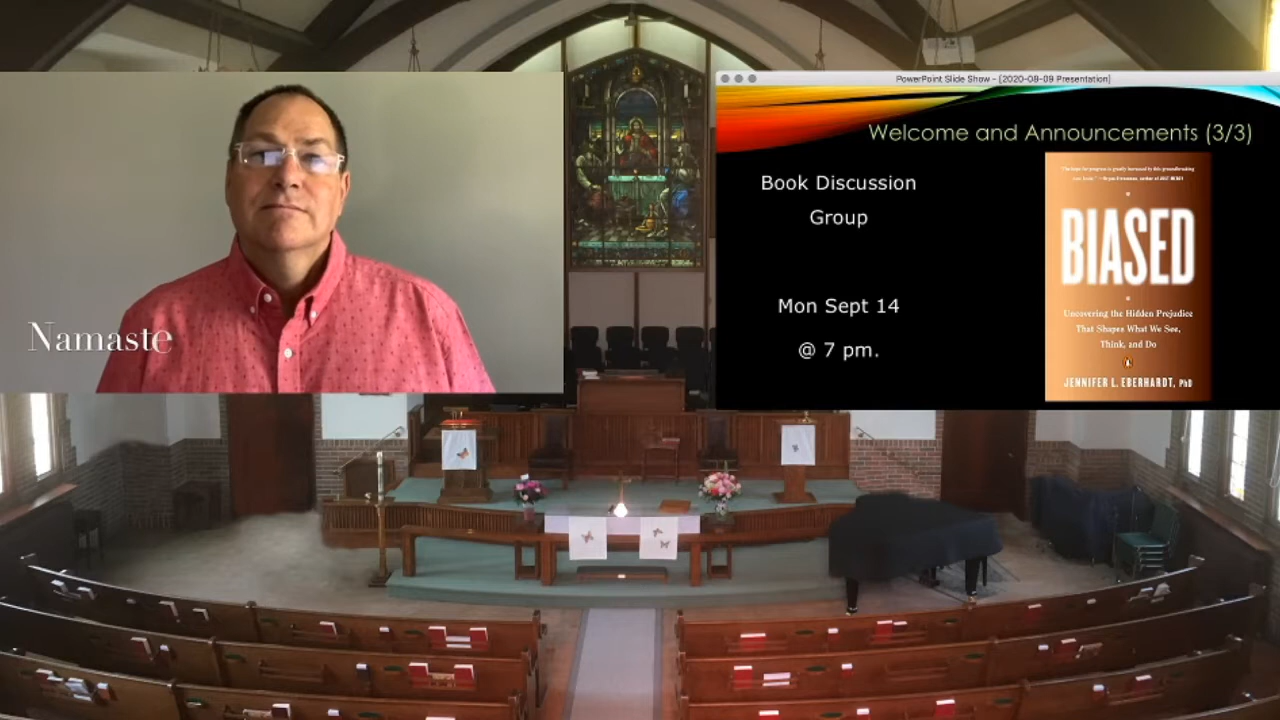 Namaste
PowerPoint Slide Show - [2020-08-09 Presentation]
Welcome and Announcements (3/3)
Book Discussion
Group
Mon Sept 14
@ 7 pm.
BIASED
Uncovering the Hidden Prejudice
That Shapes What We See,
Think, and Do
JENNIFER L. EBERHARDT, PhD